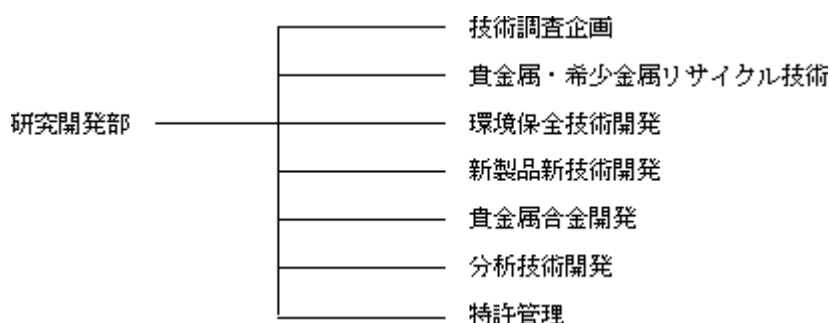 技術調査企画
貴金属・希少金属リサイクル技術
研究開発部
環境保全技術開発
新製品新技術開発
貴金属合金開発
分析技術開発
特許管理